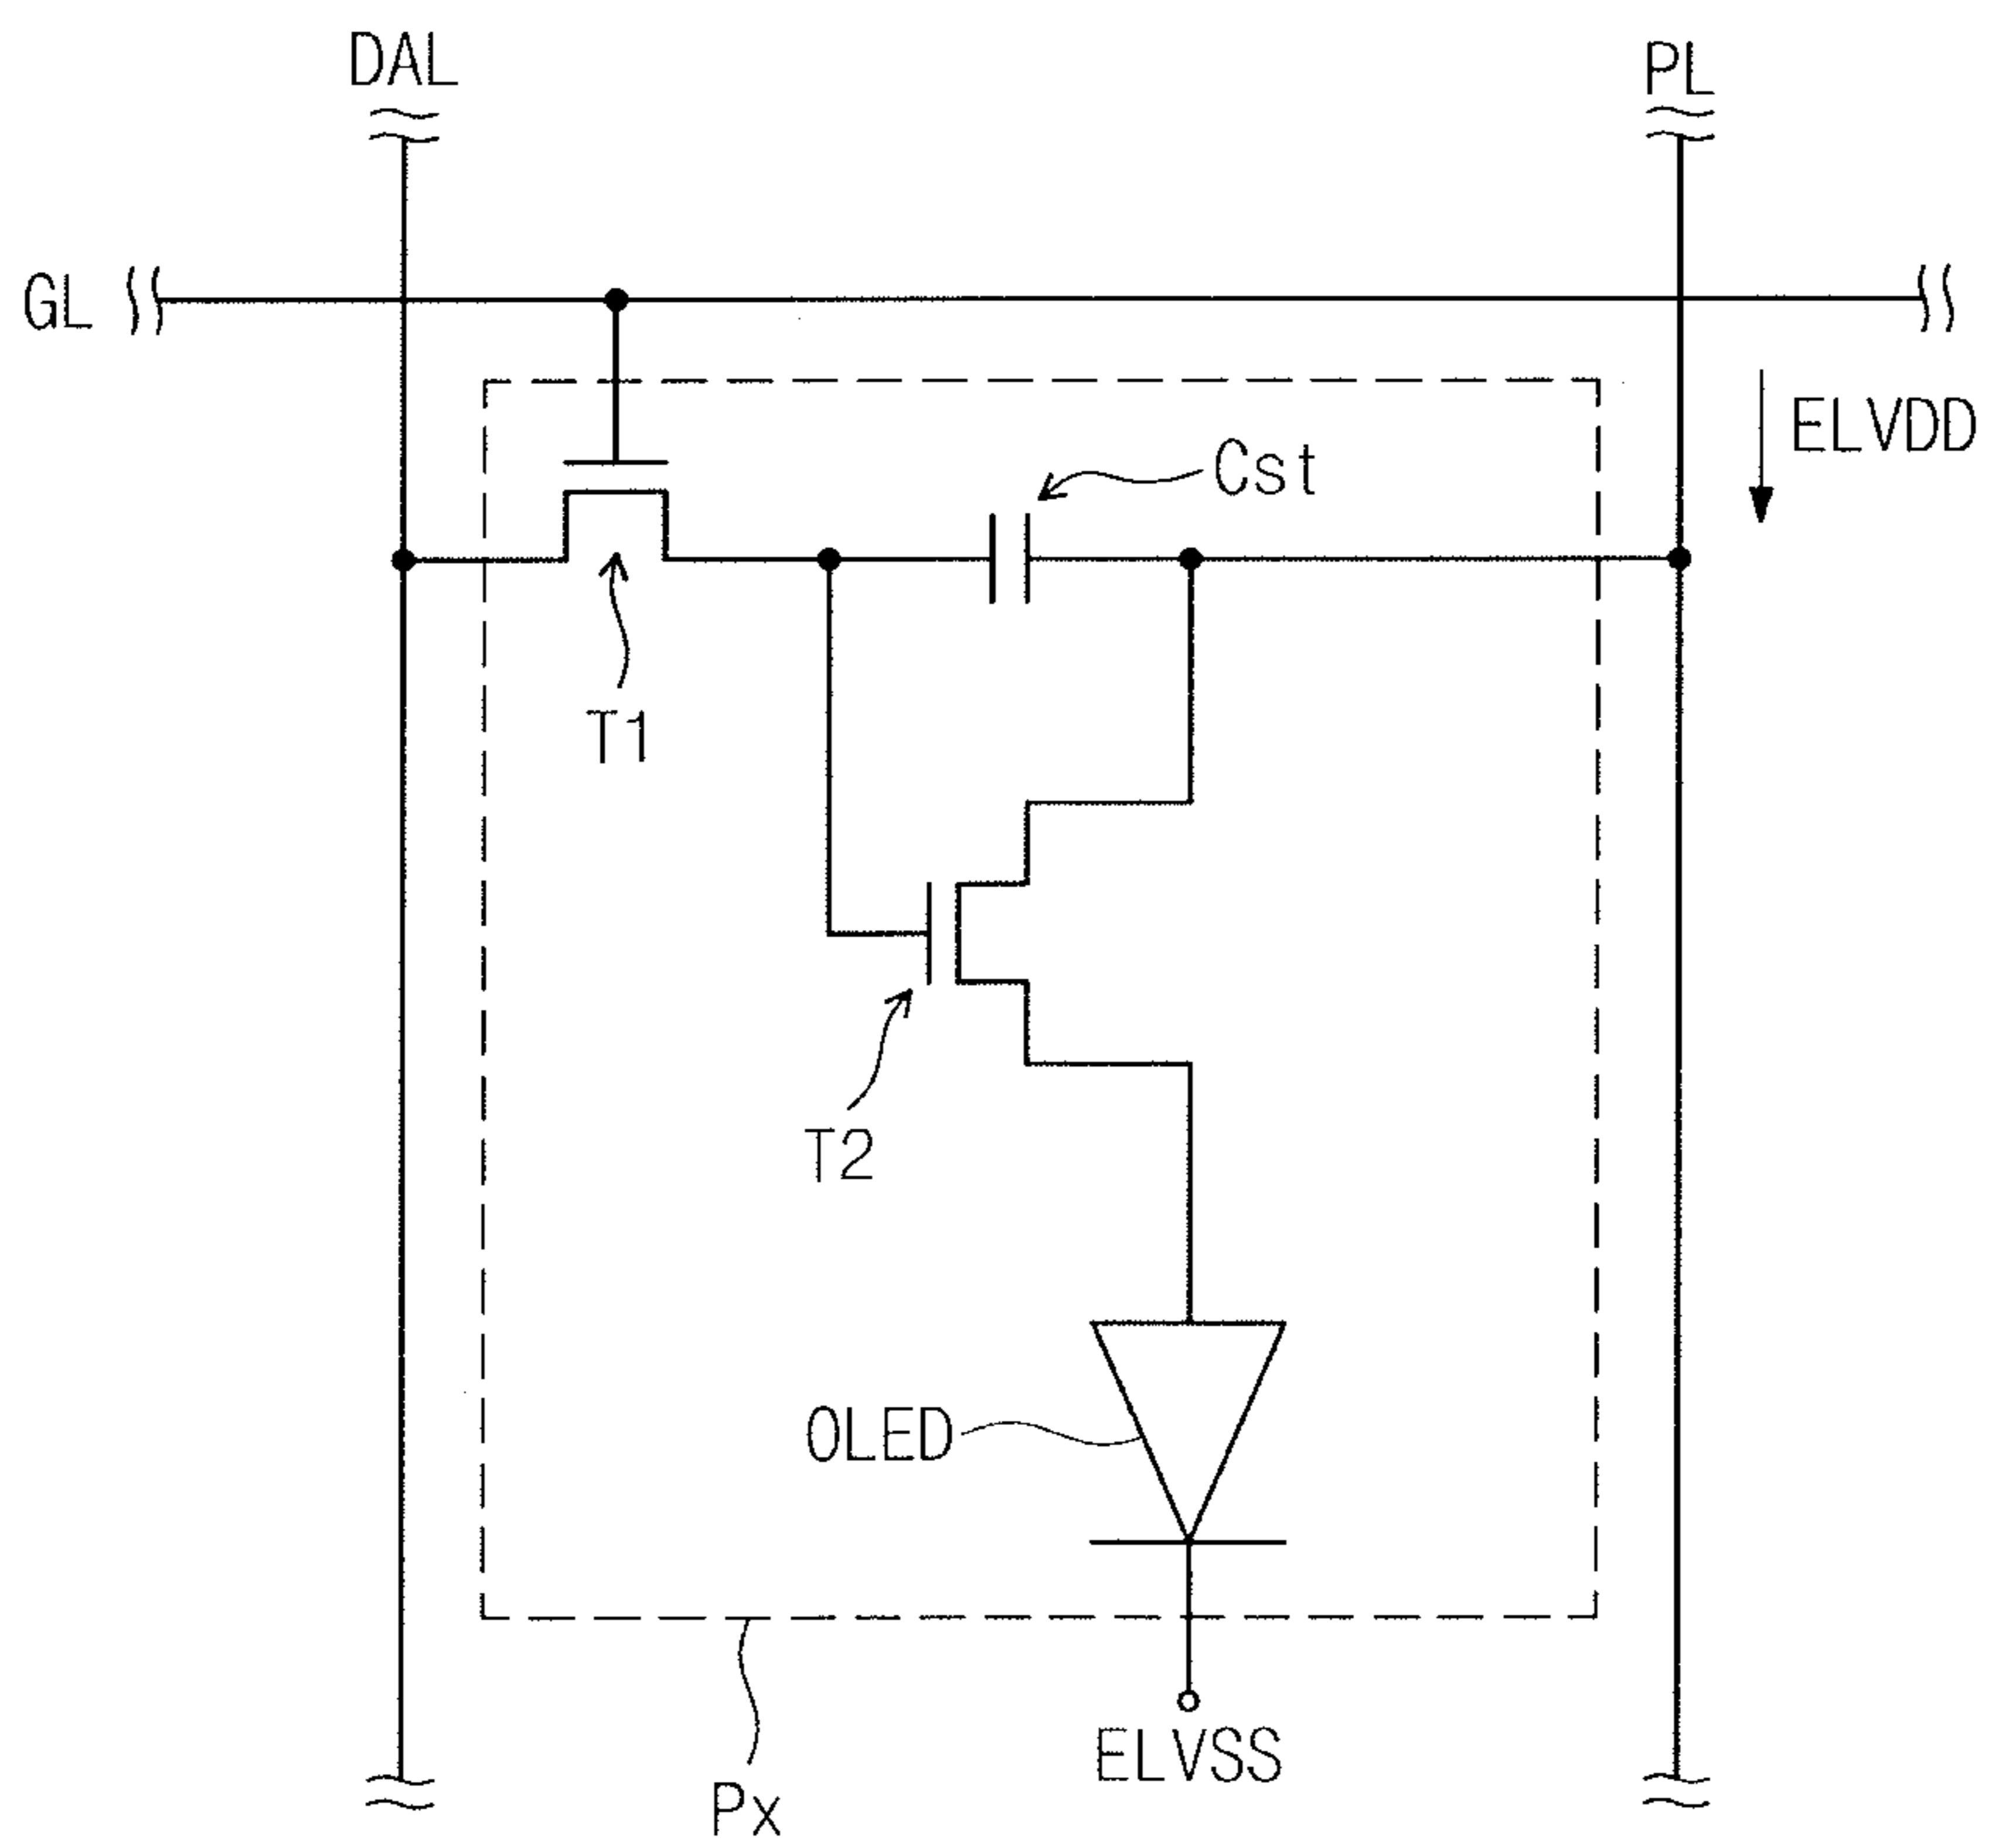 DAL
PL
GL
ELVDD
Cst
T1
T2
OLED
ELVSS
Px